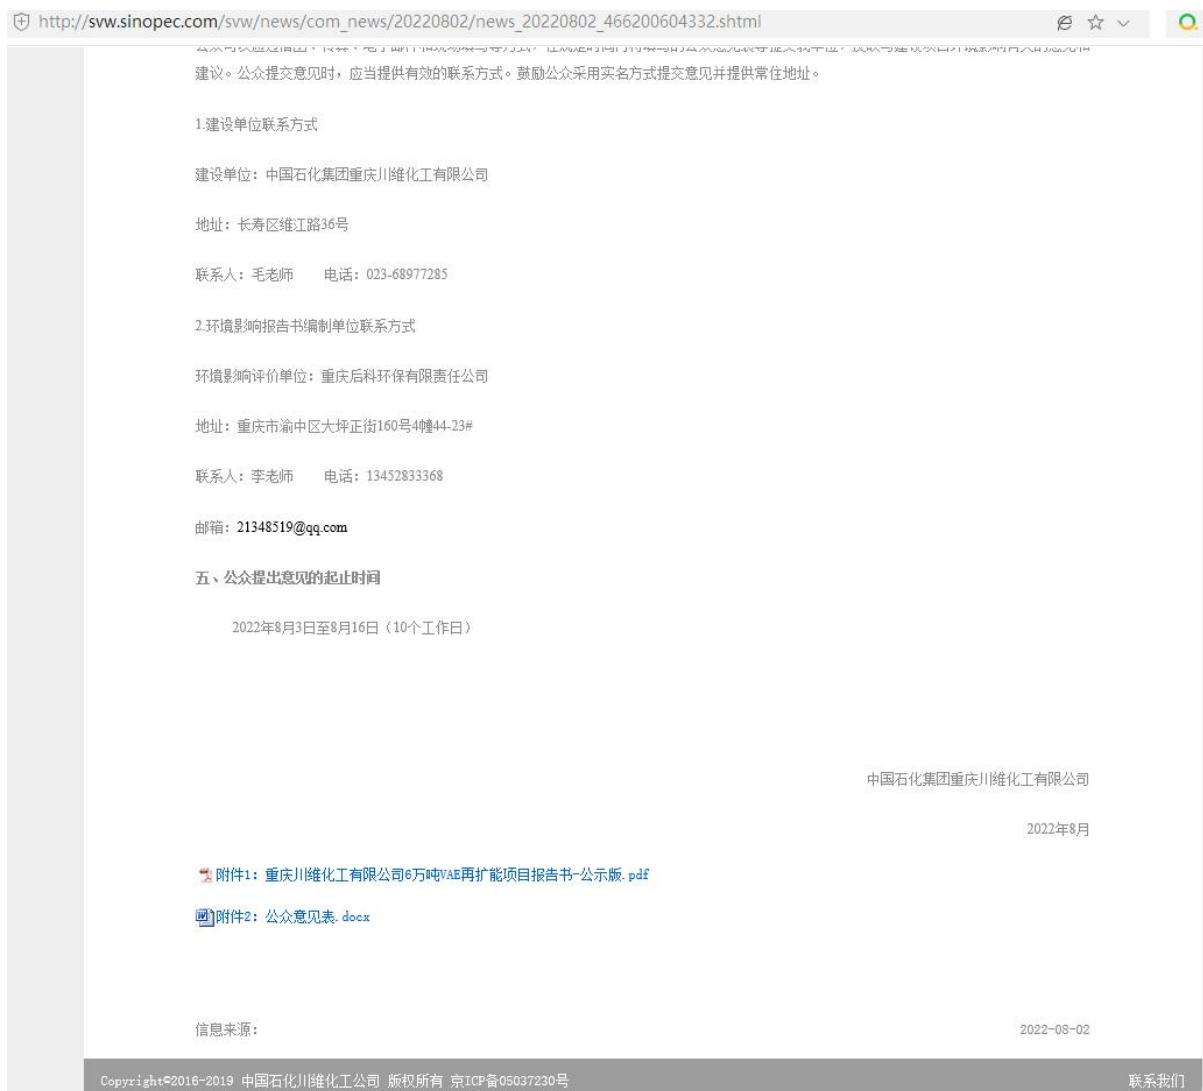 http://svw.sinopec.com/svw/news/com_news/20220802/news_20220802_466200604332.shtml
建议。公众提交意见时，应当提供有效的联系方式。鼓励公众采用实名方式提交意见并提供常住地址。
1.建设单位联系方式
建设单位：中国石化集团重庆川维化工有限公司
地址：长寿区维江路36号
联系人：毛老师 电话：023-68977285
2.环境影响报告书编制单位联系方式
环境影响评价单位：重庆后科环保有限责任公司
地址：重庆市渝中区大坪正街160号4幢44-23#
联系人：李老师 电话：13452833368
邮箱：21348519@qq.com
五、公众提出意见的起止时间
2022年8月3日至8月16日（10个工作日）
中国石化集团重庆川维化工有限公司
2022年8月
附件1：重庆川维化工有限公司6万吨VAE再扩能项目报告书-公示版.pdf
附件2：公众意见表.docx
信息来源： 2022-08-02
Copyright©2016-2019 中国石化川维化工公司 版权所有 京ICP备05037230号 联系我们